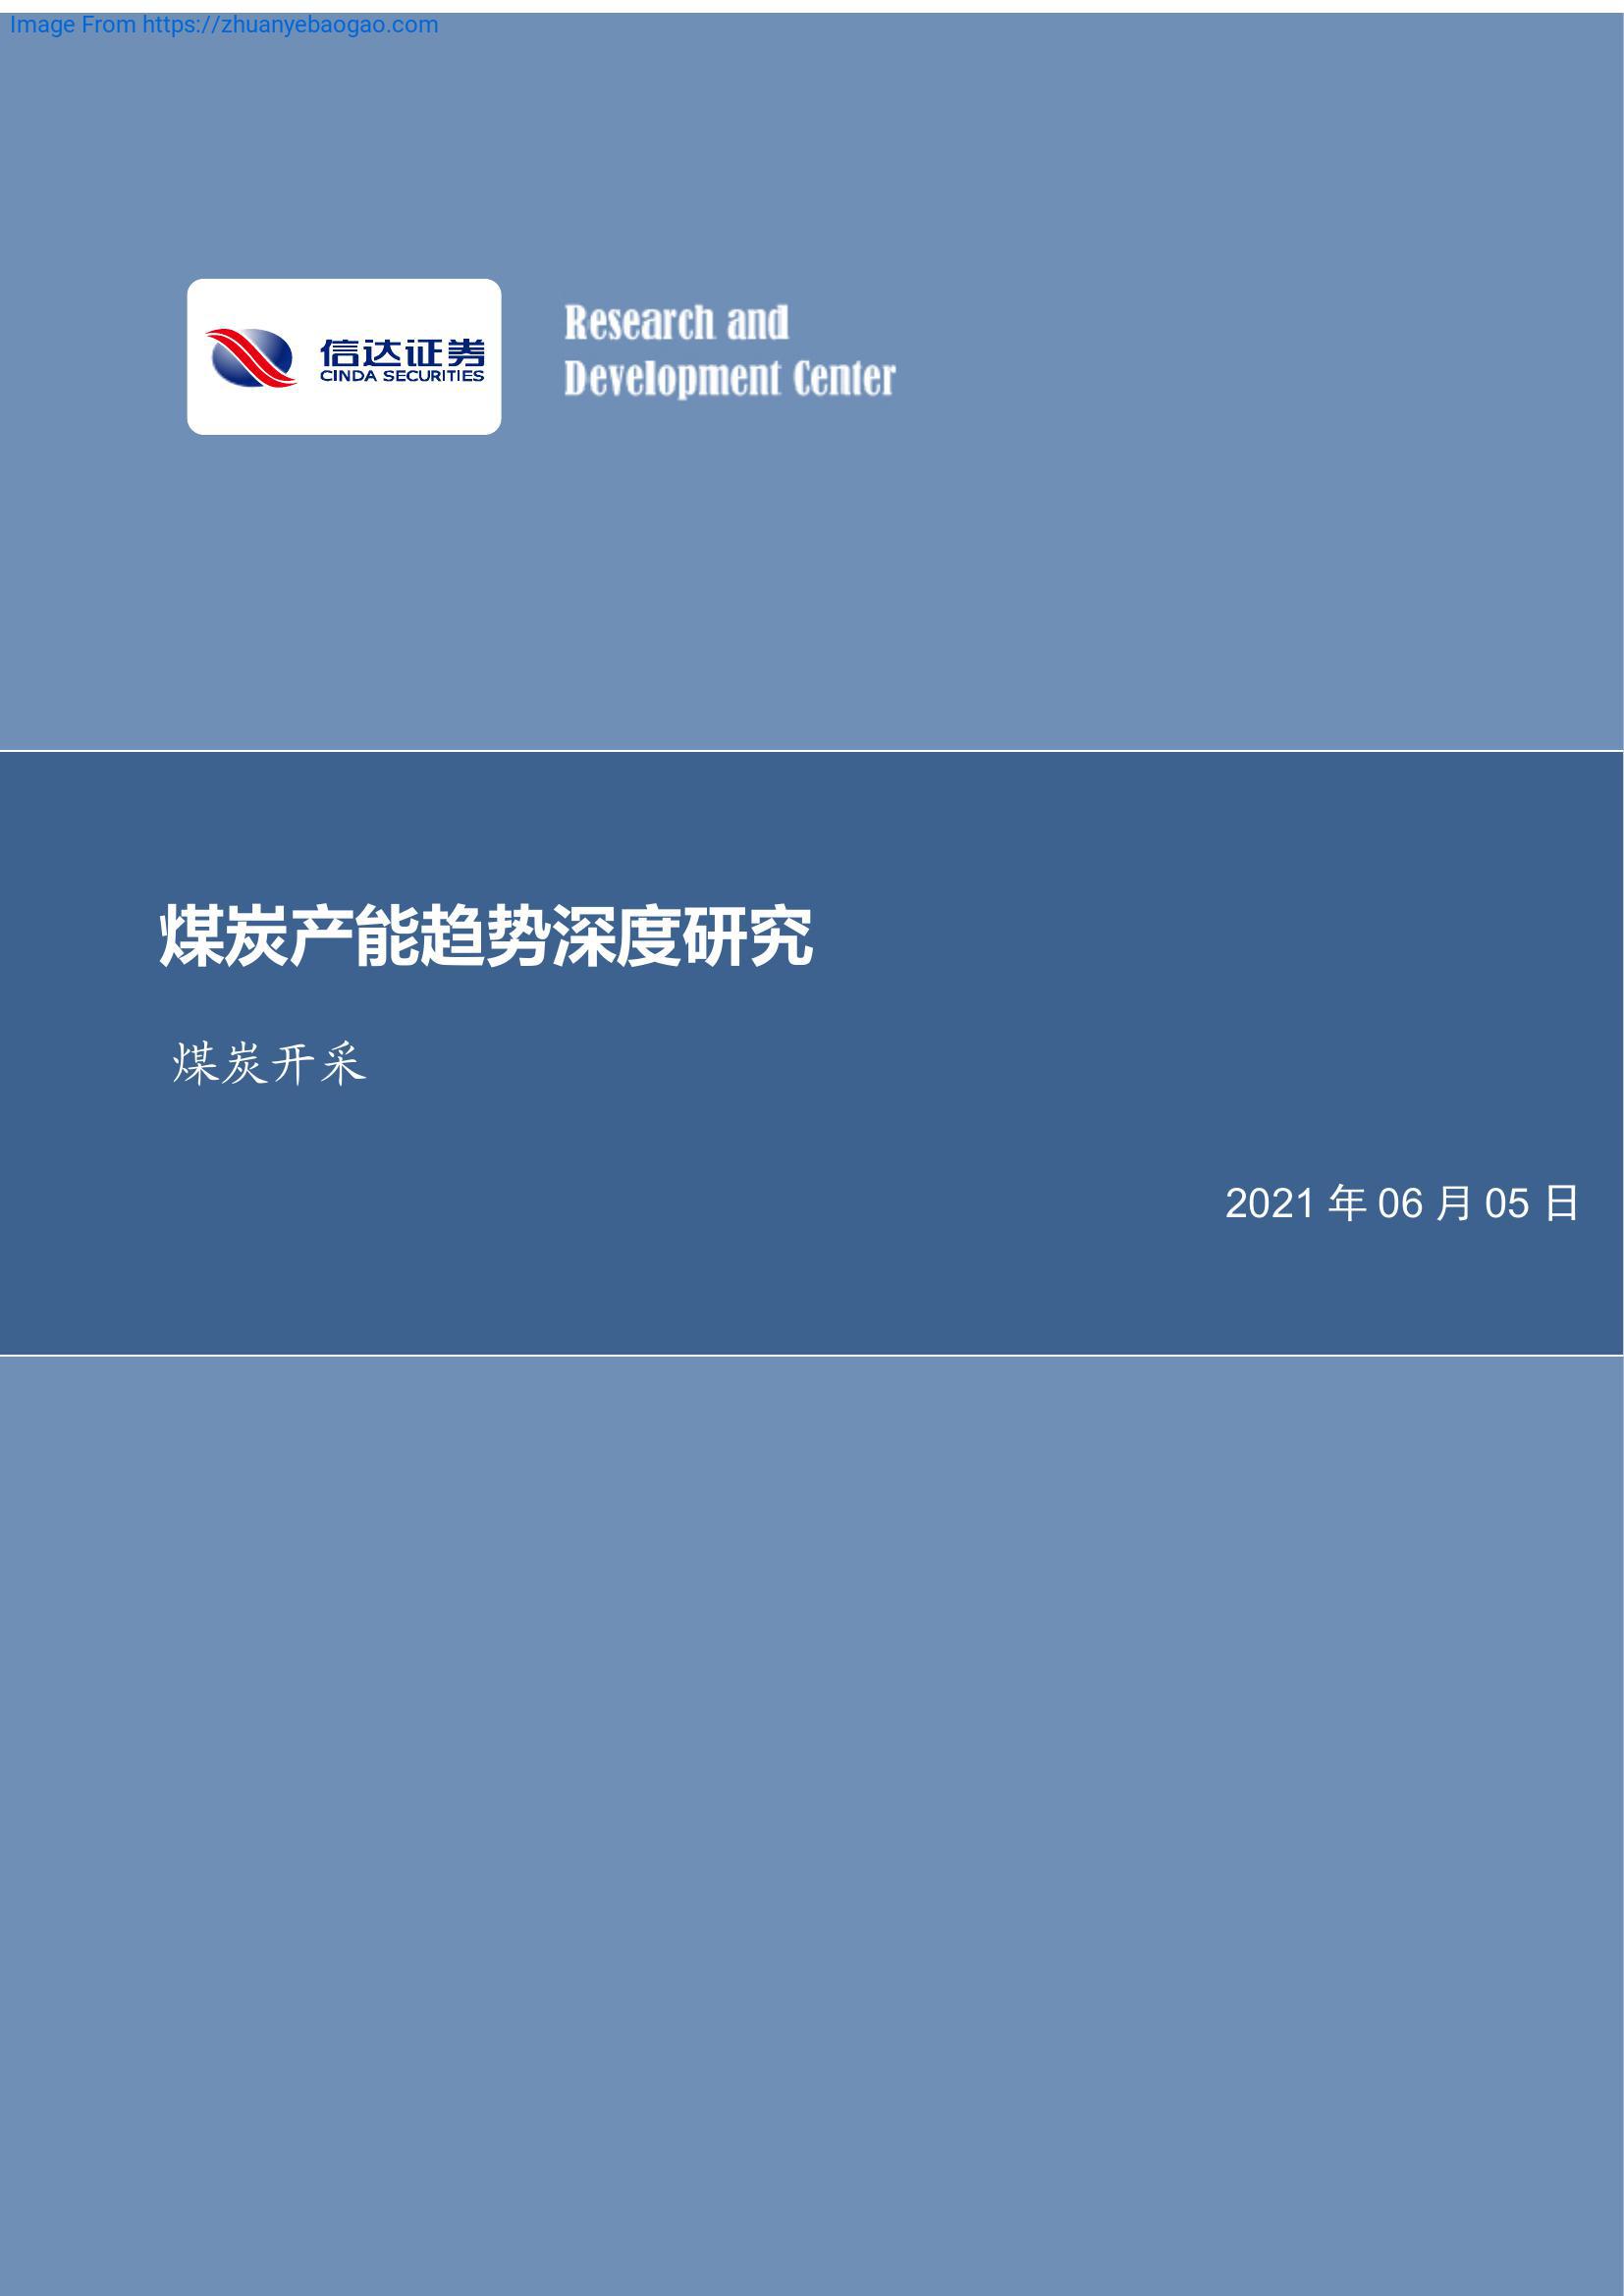 Image From https://zhuanyebaogao.com
信达证券
CINDA SECURITIES
Research and
Development Center
煤炭产能趋势深度研究
煤炭开采
2021 年 06 月 05 日